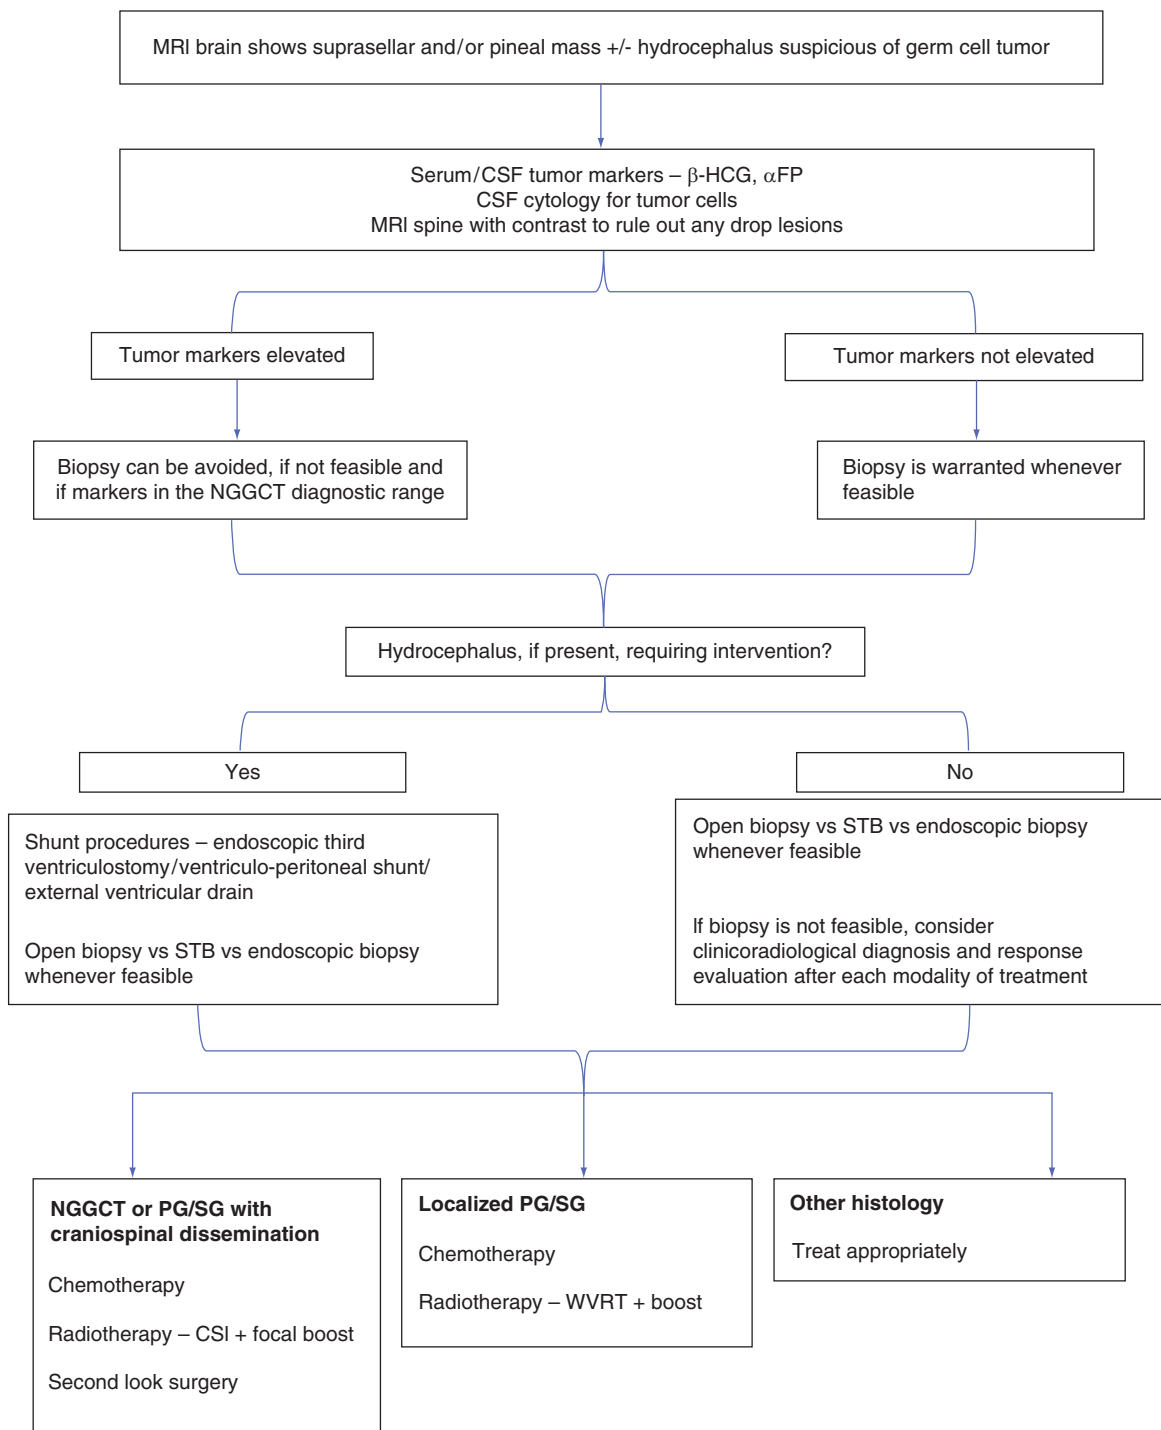 MRI brain shows suprasellar and/or pineal mass +/- hydrocephalus suspicious of germ cell tumor
Serum/CSF tumor markers – β-HCG, αFP
CSF cytology for tumor cells
MRI spine with contrast to rule out any drop lesions
Tumor markers elevated
Tumor markers not elevated
Biopsy can be avoided, if not feasible and
if markers in the NGGCT diagnostic range
Biopsy is warranted whenever
feasible
Hydrocephalus, if present, requiring intervention?
Yes
No
Shunt procedures – endoscopic third
ventriculostomy/ventriculo-peritoneal shunt/
external ventricular drain
Open biopsy vs STB vs endoscopic biopsy
whenever feasible
Open biopsy vs STB vs endoscopic biopsy
whenever feasible
If biopsy is not feasible, consider
clinicoradiological diagnosis and response
evaluation after each modality of treatment
NGGCT or PG/SG with
craniospinal dissemination
Chemotherapy
Radiotherapy – CSI + focal boost
Second look surgery
Localized PG/SG
Chemotherapy
Radiotherapy – WVRT + boost
Other histology
Treat appropriately